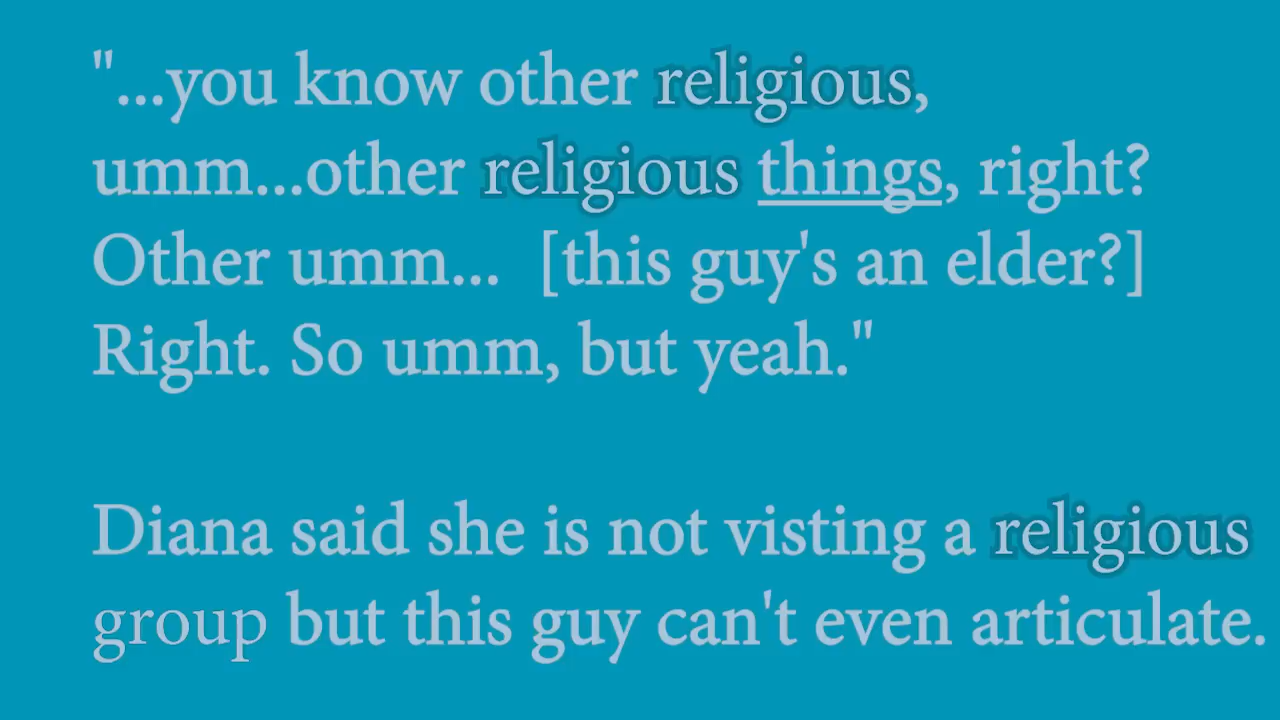 "...you know other religious,
umm...other religious things, right?
Other umm... [this guy's an elder?]
Right. So umm, but yeah."
Diana said she is not visting a religious
group but this guy can't even articulate.